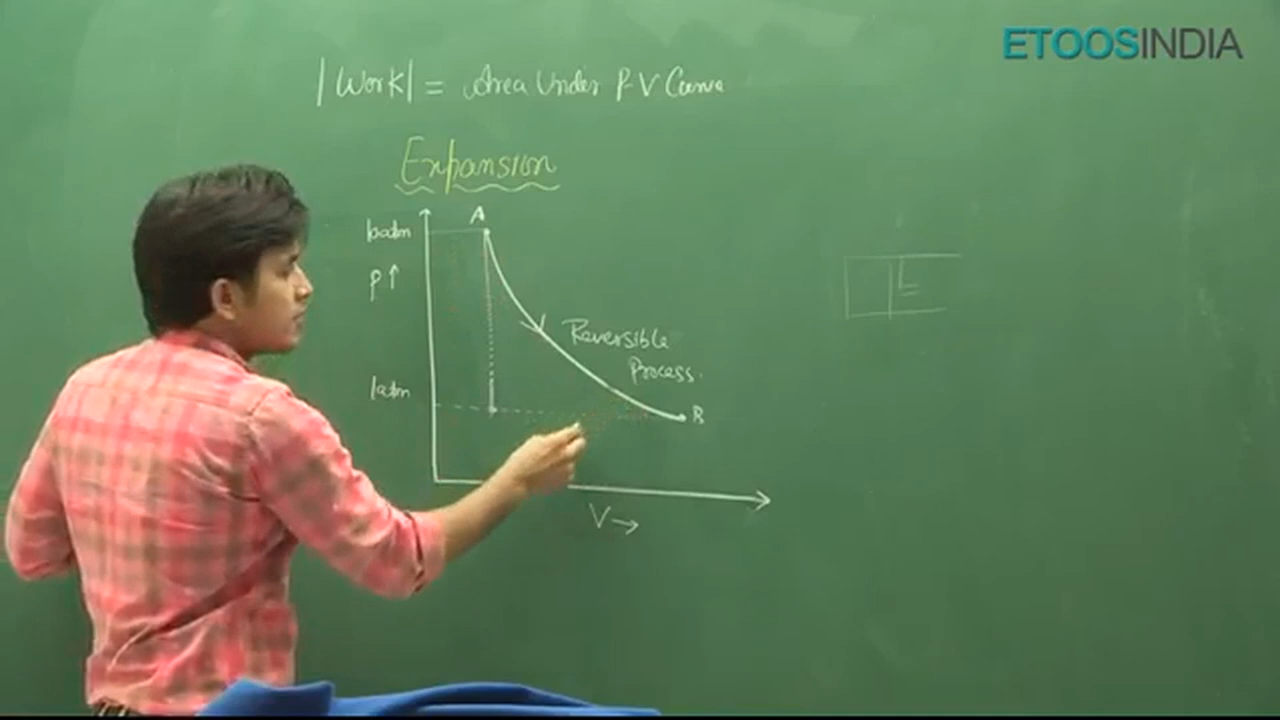 ETOOSINDIA
|Work| = Area Under P-V Curve
Expansion
A
10atm
P↑
Reversible
Process.
1atm
B
V→